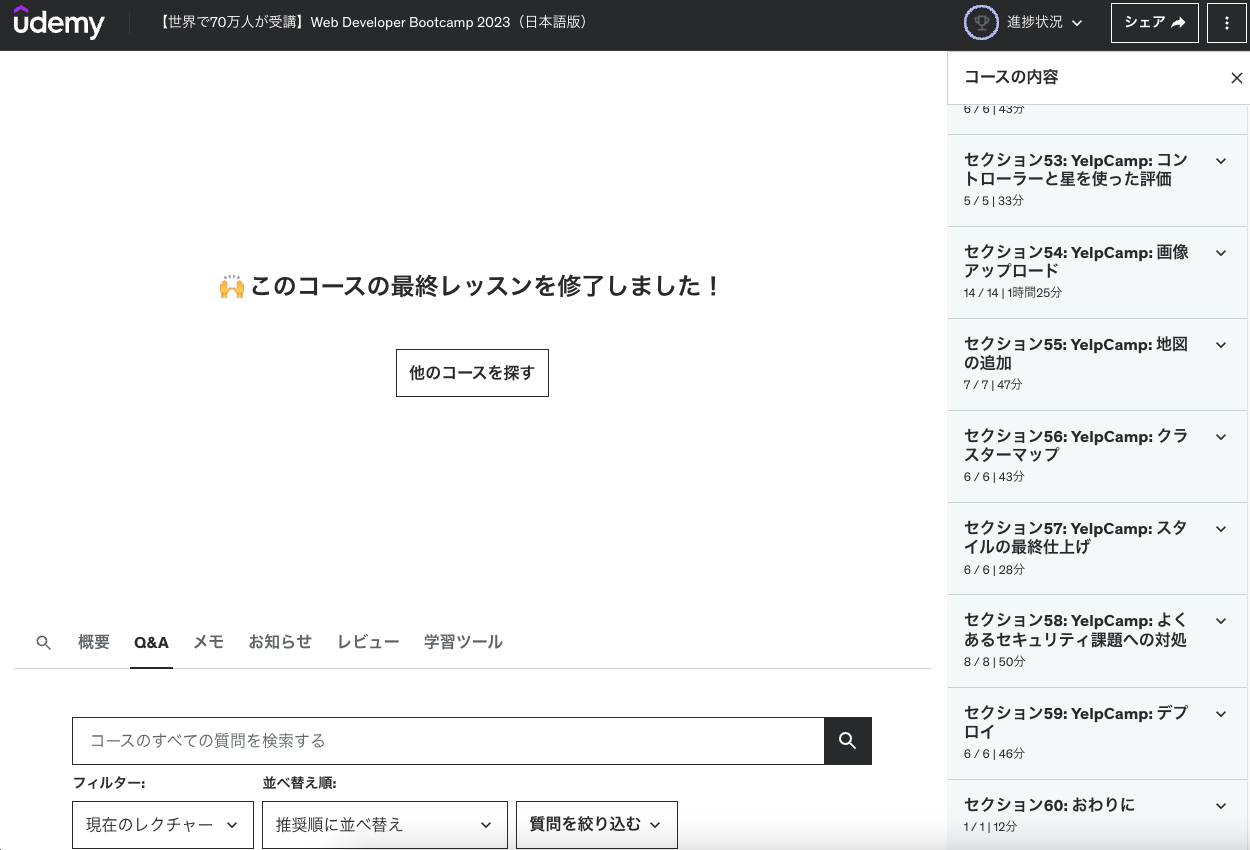 udemy
【世界で70万人が受講】Web Developer Bootcamp 2023（日本語版）
進捗状況
シェア
コースの内容
6 / 6 | 43分
セクション53: YelpCamp: コン
トローラーと星を使った評価
5 / 5 | 33分
セクション54: YelpCamp: 画像
アップロード
14 / 14 | 1時間25分
セクション55: YelpCamp: 地図
の追加
7 / 7 | 47分
セクション56: YelpCamp: クラ
スターマップ
6 / 6 | 43分
セクション57: YelpCamp: スタ
イルの最終仕上げ
6 / 6 | 28分
セクション58: YelpCamp: よく
あるセキュリティ課題への対処
8 / 8 | 50分
セクション59: YelpCamp: デプ
ロイ
6 / 6 | 46分
セクション60: おわりに
1 / 1 | 12分
🙌 このコースの最終レッスンを修了しました！
他のコースを探す
概要 Q&A メモ お知らせ レビュー 学習ツール
コースのすべての質問を検索する
フィルター: 並べ替え順:
現在のレクチャー 推奨順に並べ替え 質問を絞り込む